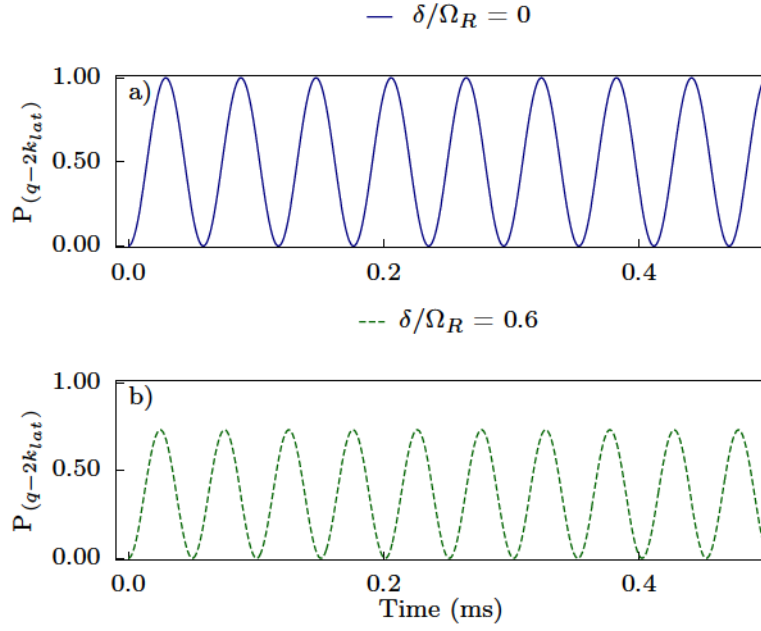 δ/Ω_R = 0
a)
1.00
0.50
0.00
P_(q−2k_lat)
0.0 0.2 0.4
δ/Ω_R = 0.6
b)
1.00
0.50
0.00
P_(q−2k_lat)
0.0 0.2 0.4
Time (ms)